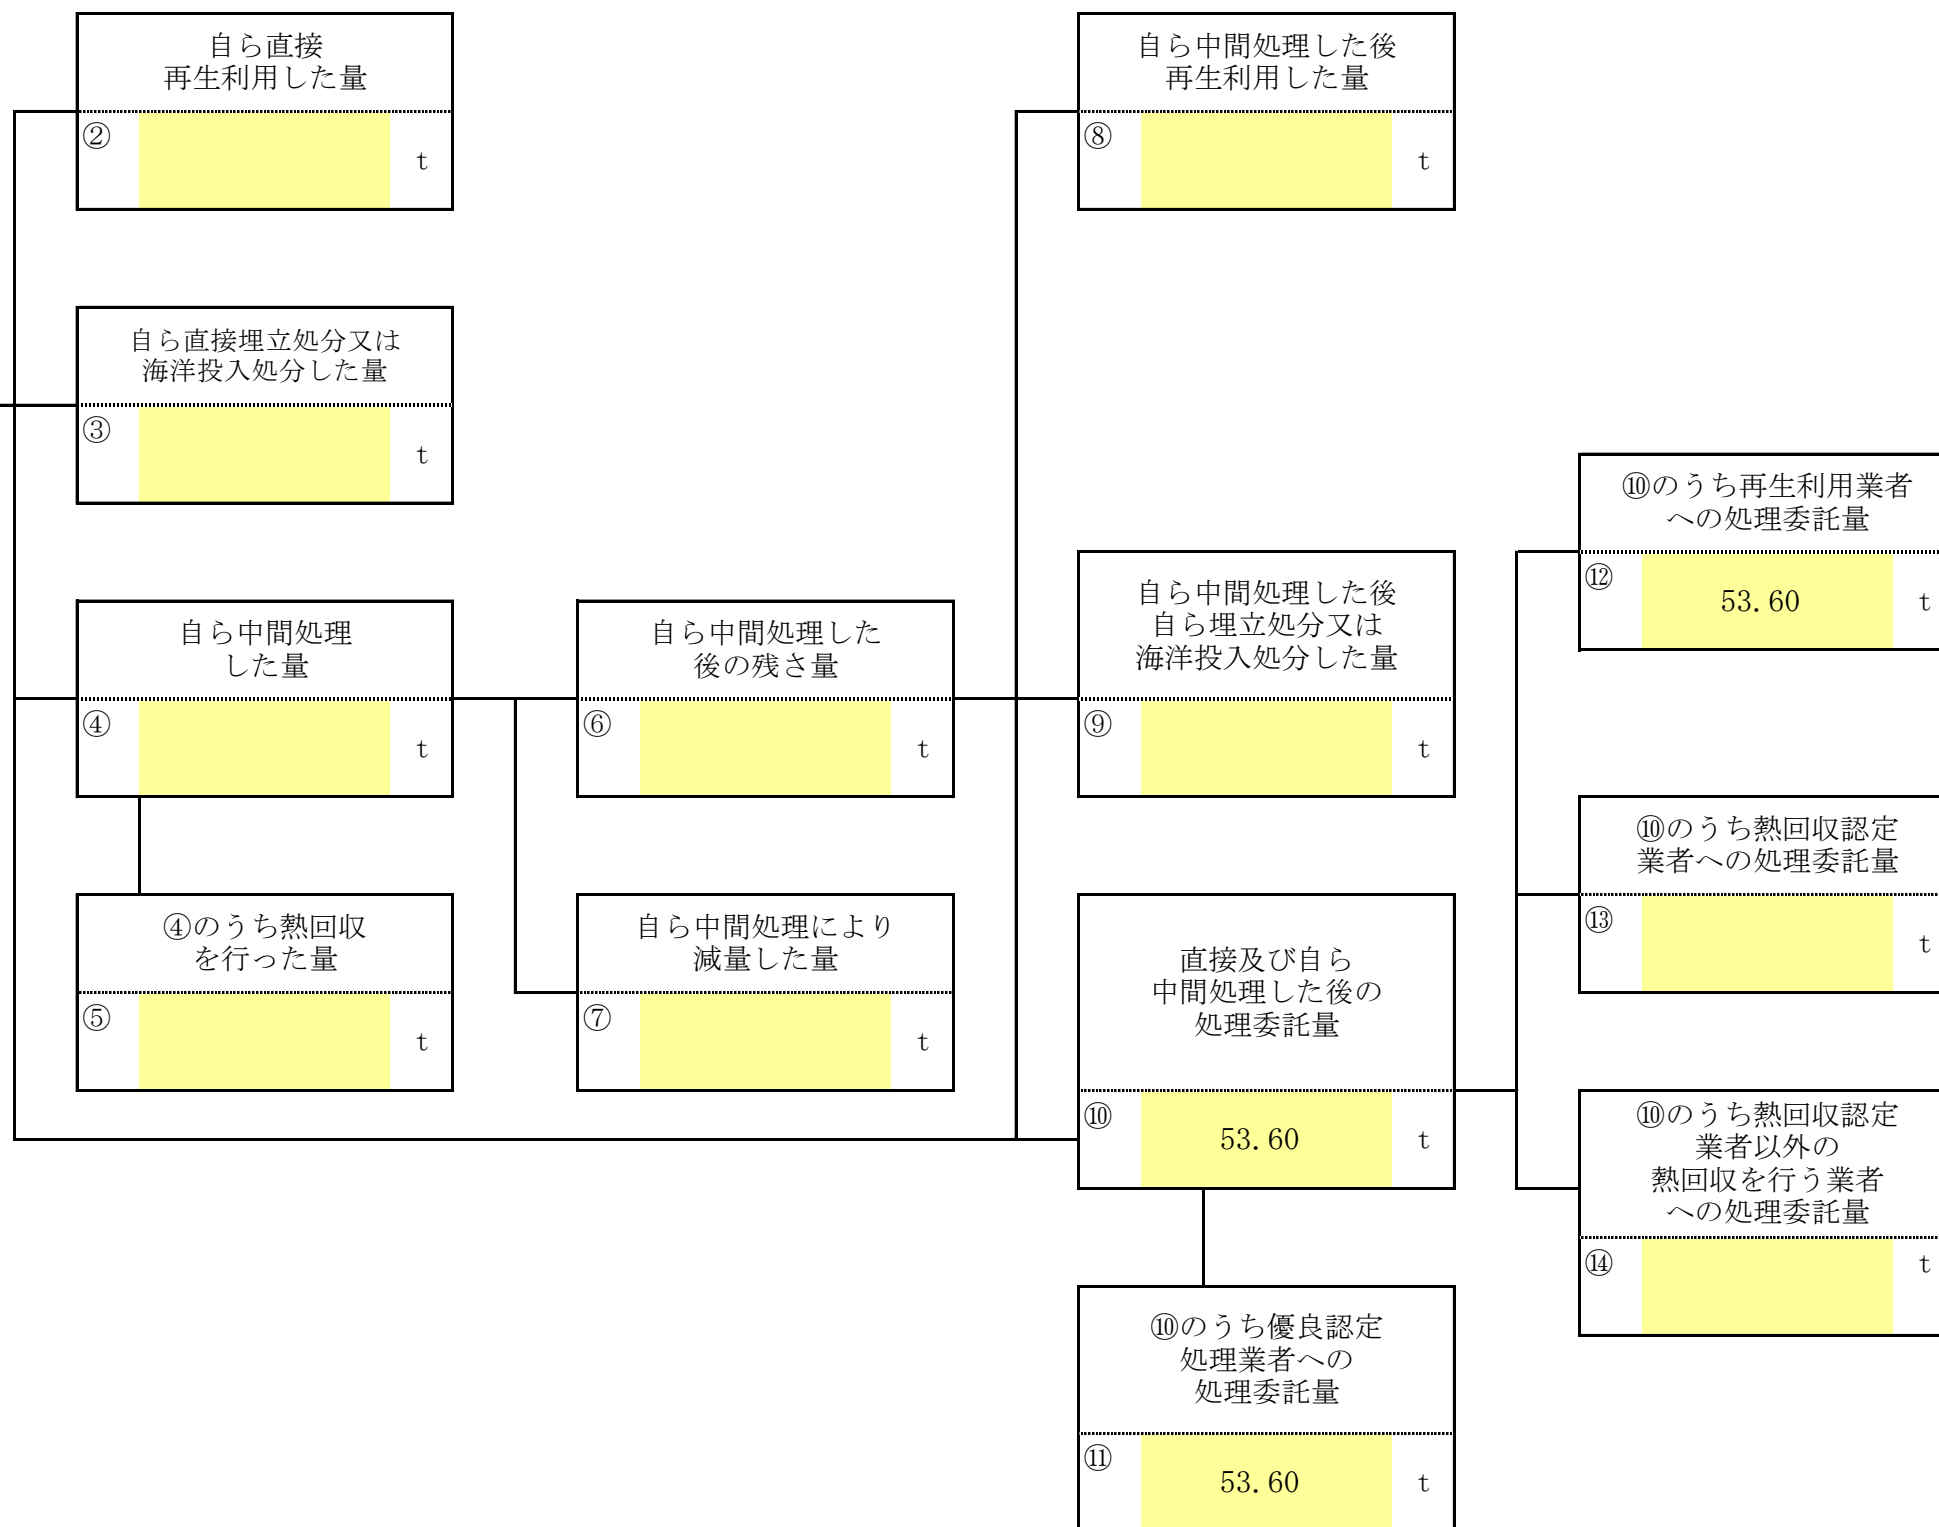 自ら直接
再生利用した量
②
t
自ら中間処理した後
再生利用した量
⑧
t
自ら直接埋立処分又は
海洋投入処分した量
③
t
⑩のうち再生利用業者
への処理委託量
⑫
53.60
t
自ら中間処理
した量
④
t
自ら中間処理した
後の残さ量
⑥
t
自ら中間処理した後
自ら埋立処分又は
海洋投入処分した量
⑨
t
⑩のうち熱回収認定
業者への処理委託量
⑬
t
④のうち熱回収
を行った量
⑤
t
自ら中間処理により
減量した量
⑦
t
直接及び自ら
中間処理した後の
処理委託量
⑩
53.60
t
⑩のうち熱回収認定
業者以外の
熱回収を行う業者
への処理委託量
⑭
t
⑩のうち優良認定
処理業者への
処理委託量
⑪
53.60
t